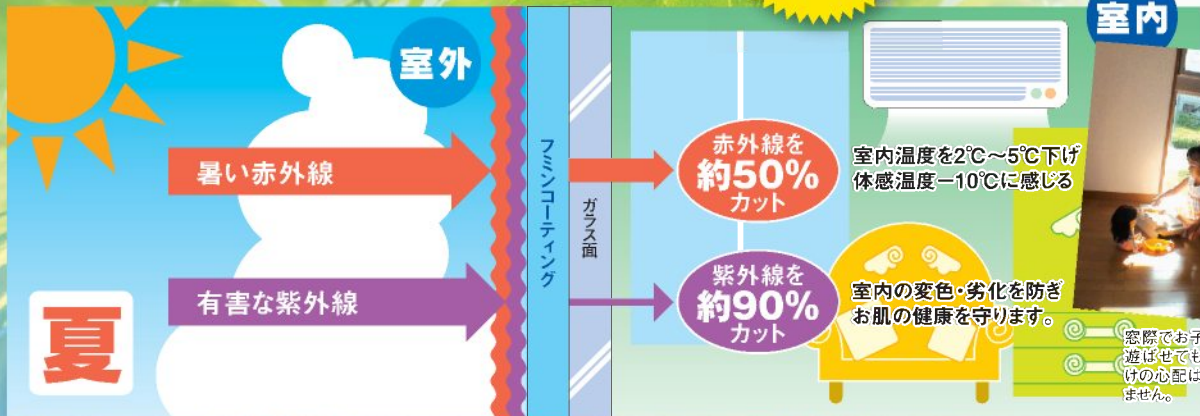 室外
室内
暑い赤外線
有害な紫外線
夏
フミンコーティング
ガラス面
赤外線を
約50%
カット
紫外線を
約90%
カット
室内温度を2℃～5℃下げ
体感温度－10℃に感じる
室内の変色・劣化を防ぎ
お肌の健康を守ります。
窓際でお子
遊ばせても
けの心配は
ません。